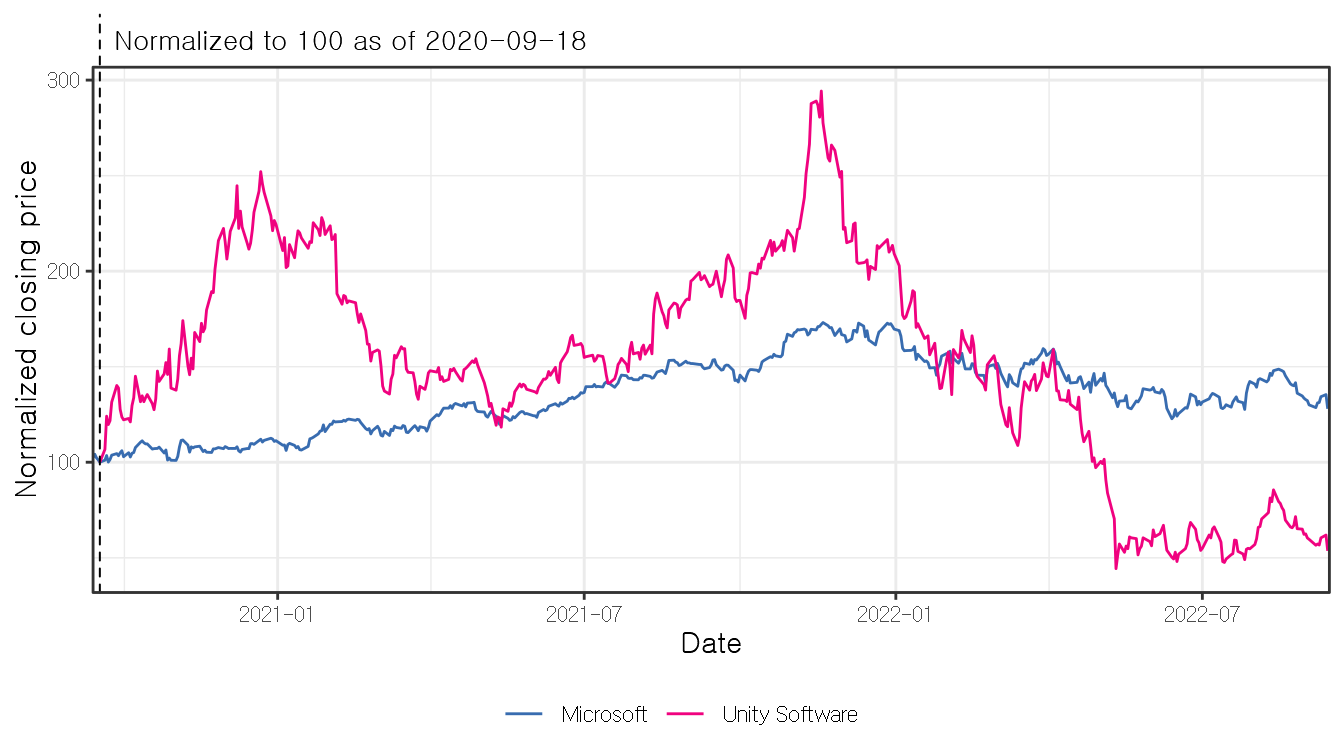 Normalized to 100 as of 2020-09-18
Normalized closing price
300
200
100
2021-01
2021-07
2022-01
2022-07
Date
Microsoft
Unity Software